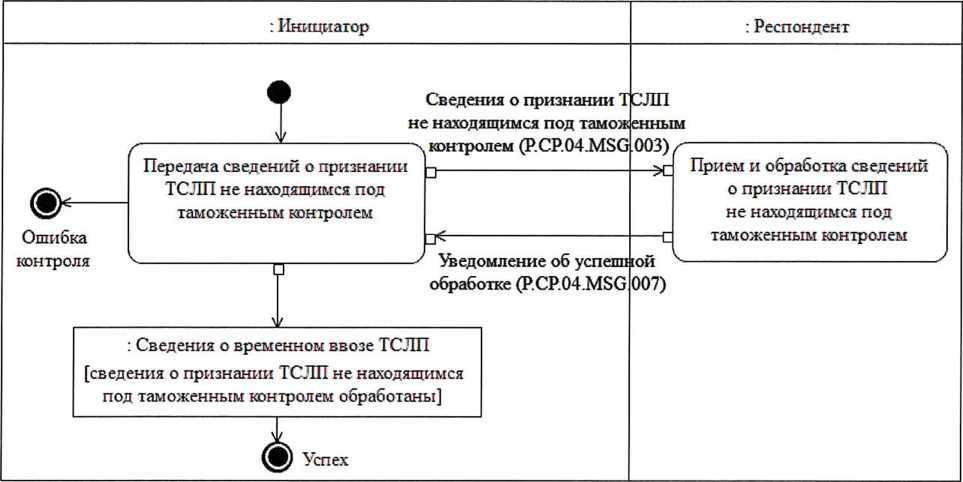 : Инициатор
: Респондент
Сведения о признании ТСЛП
не находящимся под таможенным
контролем (P.CP.04.MSG.003)
Передача сведений о признании
ТСЛП не находящимся под
таможенным контролем
Прием и обработка сведений
о признании ТСЛП
не находящимся под
таможенным контролем
Ошибка
контроля
Уведомление об успешной
обработке (P.CP.04.MSG.007)
: Сведения о временном ввозе ТСЛП
[сведения о признании ТСЛП не находящимся
под таможенным контролем обработаны]
Успех